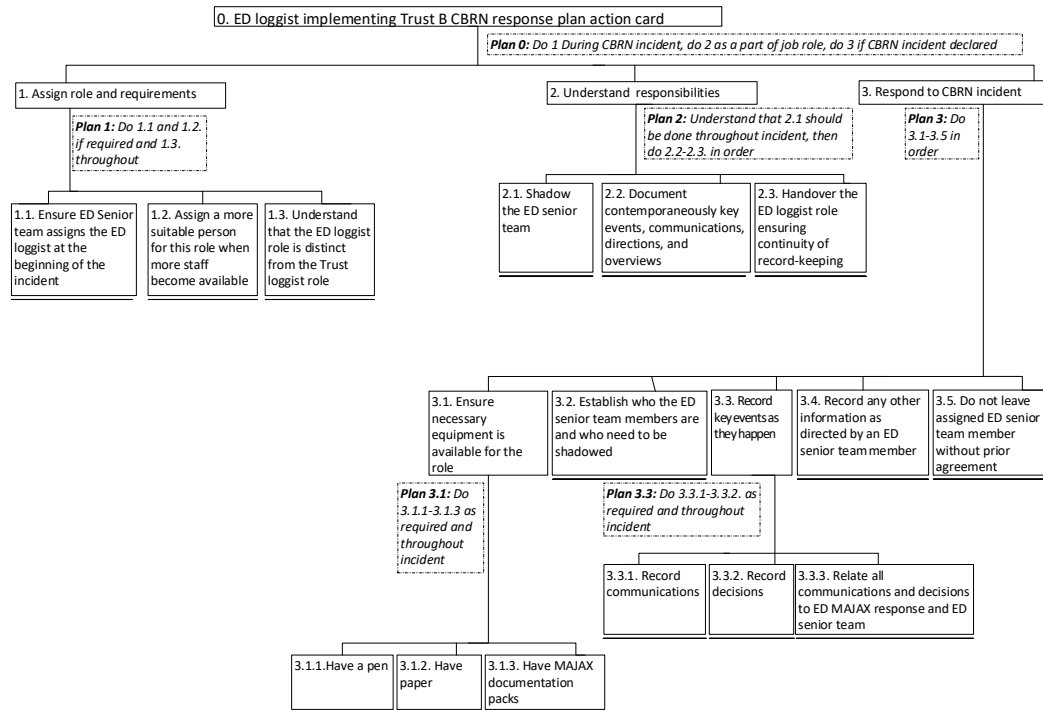 0. ED loggist implementing Trust B CBRN response plan action card
Plan 0: Do 1 During CBRN incident, do 2 as a part of job role, do 3 if CBRN incident declared
1. Assign role and requirements
2. Understand responsibilities
3. Respond to CBRN incident
Plan 1: Do 1.1 and 1.2.
if required and 1.3.
throughout
Plan 2: Understand that 2.1 should
be done throughout incident, then
do 2.2-2.3. in order
Plan 3: Do
3.1-3.5 in
order
1.1. Ensure ED Senior
team assigns the ED
loggist at the
beginning of the
incident
1.2. Assign a more
suitable person
for this role when
more staff
become available
1.3. Understand
that the ED loggist
role is distinct
from the Trust
loggist role
2.1. Shadow
the ED senior
team
2.2. Document
contemporaneously key
events, communications,
directions, and
overviews
2.3. Handover the
ED loggist role
ensuring
continuity of
record-keeping
3.1. Ensure
necessary
equipment is
available for the
role
3.2. Establish who the ED
senior team members are
and who need to be
shadowed
3.3. Record
key events as
they happen
3.4. Record any other
information as
directed by an ED
senior team member
3.5. Do not leave
assigned ED senior
team member
without prior
agreement
Plan 3.1: Do
3.1.1-3.1.3 as
required and
throughout
incident
Plan 3.3: Do 3.3.1-3.3.2. as
required and throughout
incident
3.3.1. Record
communications
3.3.2. Record
decisions
3.3.3. Relate all
communications and decisions
to ED MAJAX response and ED
senior team
3.1.1.Have a pen
3.1.2. Have
paper
3.1.3. Have MAJAX
documentation
packs